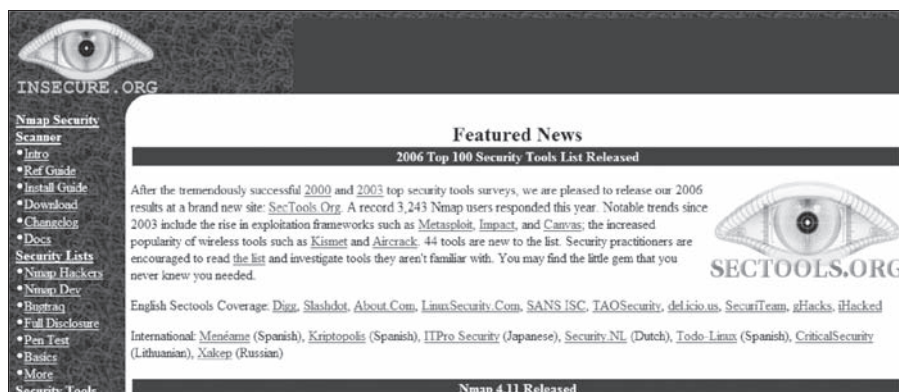 INSECURE.ORG
Nmap Security
Scanner
• Intro
• Ref Guide
• Install Guide
• Download
• Changelog
• Docs
Security Lists
• Nmap Hackers
• Nmap Dev
• Bugtraq
• Full Disclosure
• Pen Test
• Basics
• More
Security Tools
Featured News
2006 Top 100 Security Tools List Released
After the tremendously successful 2000 and 2003 top security tools surveys, we are pleased to release our 2006
results at a brand new site: SecTools.Org. A record 3,243 Nmap users responded this year. Notable trends since
2003 include the rise in exploitation frameworks such as Metasploit, Impact, and Canvas; the increased
popularity of wireless tools such as Kismet and Aircrack. 44 tools are new to the list. Security practitioners are
encouraged to read the list and investigate tools they aren't familiar with. You may find the little gem that you
never knew you needed.
SECTOOLS.ORG
English Sectools Coverage: Digg, Slashdot, About.Com, LinuxSecurity.Com, SANS ISC, TAOSecurity, del.icio.us, SecuriTeam, gHacks, iHacked
International: Menéame (Spanish), Kriptopolis (Spanish), ITPro Security (Japanese), Security.NL (Dutch), Todo-Linux (Spanish), CriticalSecurity
(Lithuanian), Xakep (Russian)
Nmap 4.11 Released